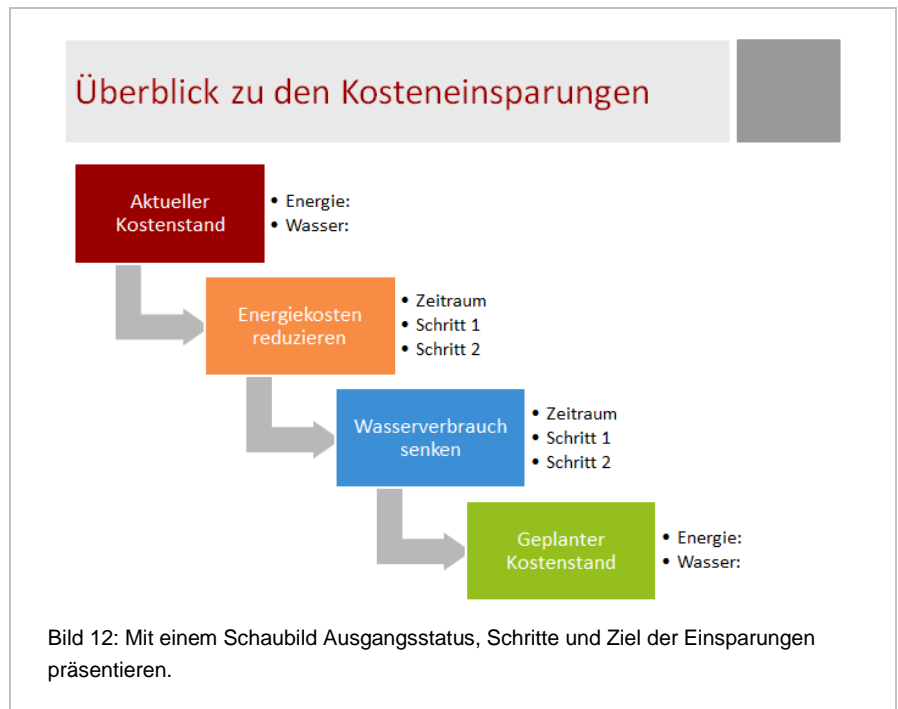 Überblick zu den Kosteneinsparungen
Aktueller
Kostenstand
• Energie:
• Wasser:
Energiekosten
reduzieren
• Zeitraum
• Schritt 1
• Schritt 2
Wasserverbrauch
senken
• Zeitraum
• Schritt 1
• Schritt 2
Geplanter
Kostenstand
• Energie:
• Wasser:
Bild 12: Mit einem Schaubild Ausgangsstatus, Schritte und Ziel der Einsparungen
präsentieren.